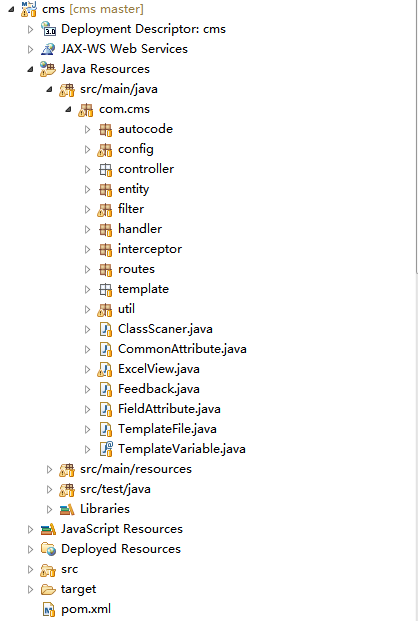 cms [cms master]
Deployment Descriptor: cms
JAX-WS Web Services
Java Resources
src/main/java
com.cms
autocode
config
controller
entity
filter
handler
interceptor
routes
template
util
ClassScaner.java
CommonAttribute.java
ExcelView.java
Feedback.java
FieldAttribute.java
TemplateFile.java
TemplateVariable.java
src/main/resources
src/test/java
Libraries
JavaScript Resources
Deployed Resources
src
target
pom.xml